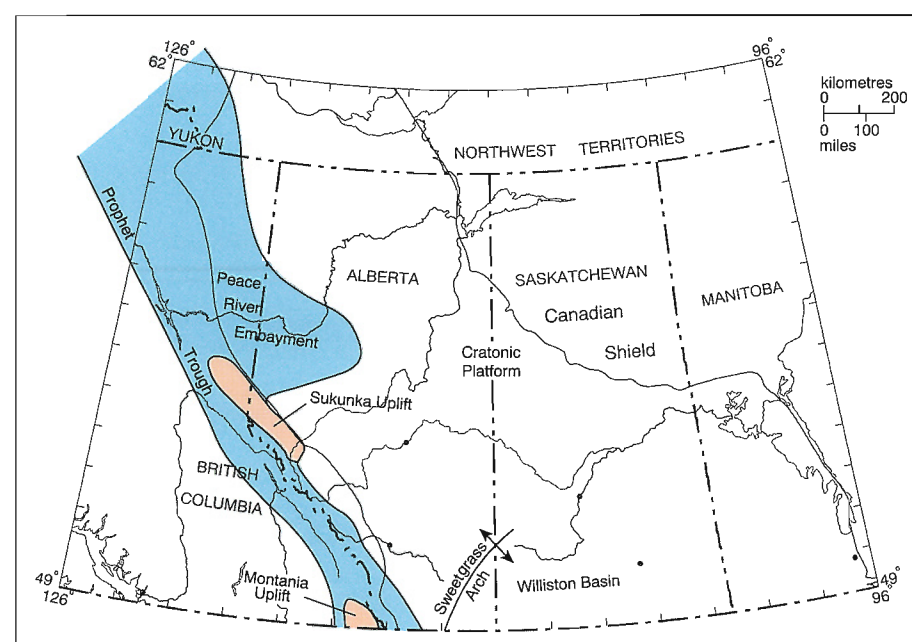 126°
62°
96°
62°
kilometres
0 200
0 100
miles
YUKON
NORTHWEST TERRITORIES
Prophet
Trough
Peace
River
Embayment
ALBERTA
SASKATCHEWAN
Canadian
Shield
MANITOBA
Cratonic
Platform
Sukunka Uplift
BRITISH
COLUMBIA
Montania
Uplift
Sweetgrass
Arch
Williston Basin
49°
126°
49°
96°